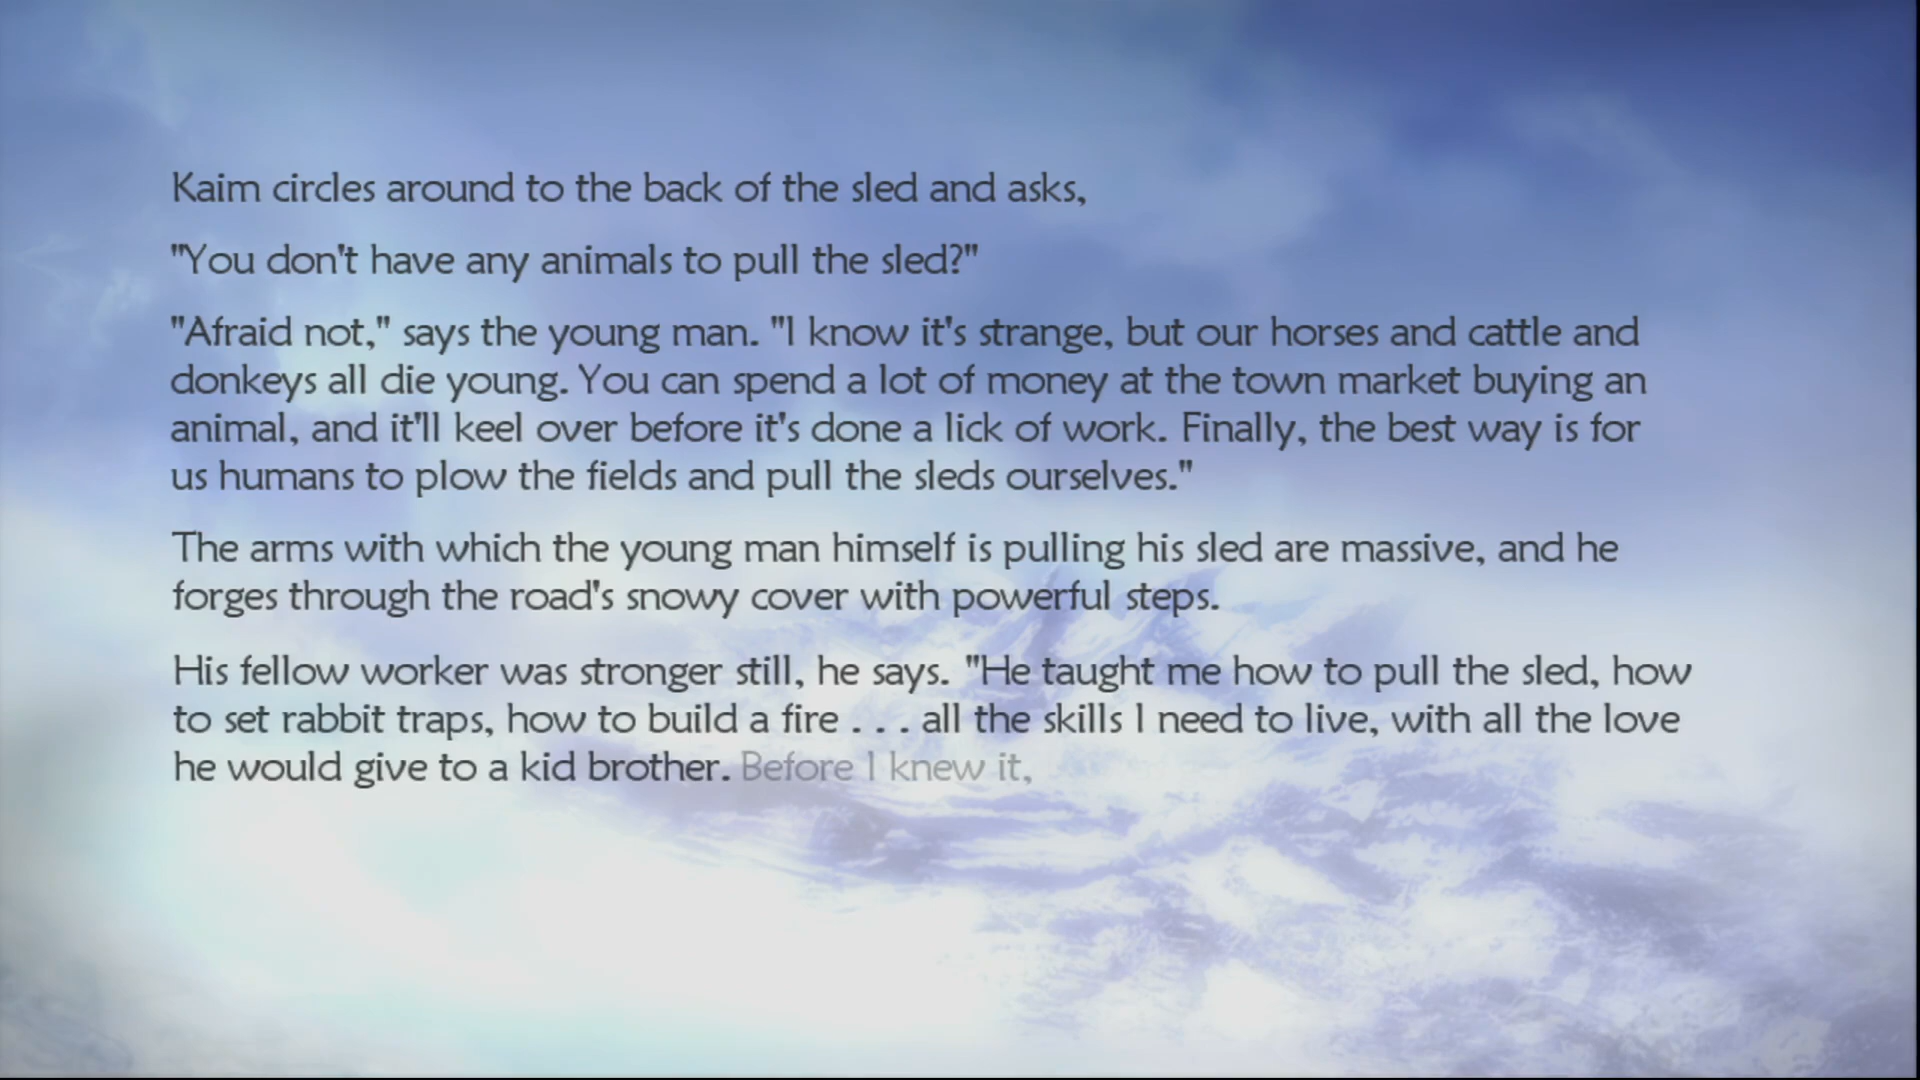 Kaim circles around to the back of the sled and asks,
"You don't have any animals to pull the sled?"
"Afraid not," says the young man. "I know it's strange, but our horses and cattle and
donkeys all die young. You can spend a lot of money at the town market buying an
animal, and it'll keel over before it's done a lick of work. Finally, the best way is for
us humans to plow the fields and pull the sleds ourselves."
The arms with which the young man himself is pulling his sled are massive, and he
forges through the road's snowy cover with powerful steps.
His fellow worker was stronger still, he says. "He taught me how to pull the sled, how
to set rabbit traps, how to build a fire . . . all the skills I need to live, with all the love
he would give to a kid brother. Before I knew it,